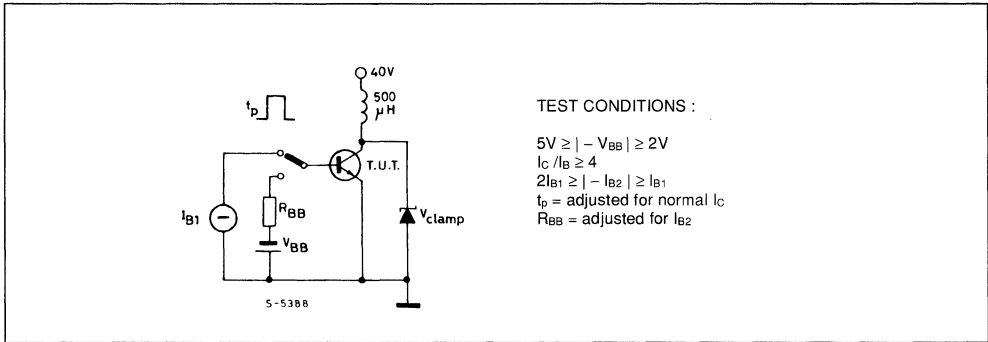 40V
500
μH
tp
T.U.T.
RBB
IB1
VBB
Vclamp
S-5388
TEST CONDITIONS :
5V ≥ | – VBB | ≥ 2V
IC /IB ≥ 4
2IB1 ≥ | – IB2 | ≥ IB1
tp = adjusted for normal IC
RBB = adjusted for IB2